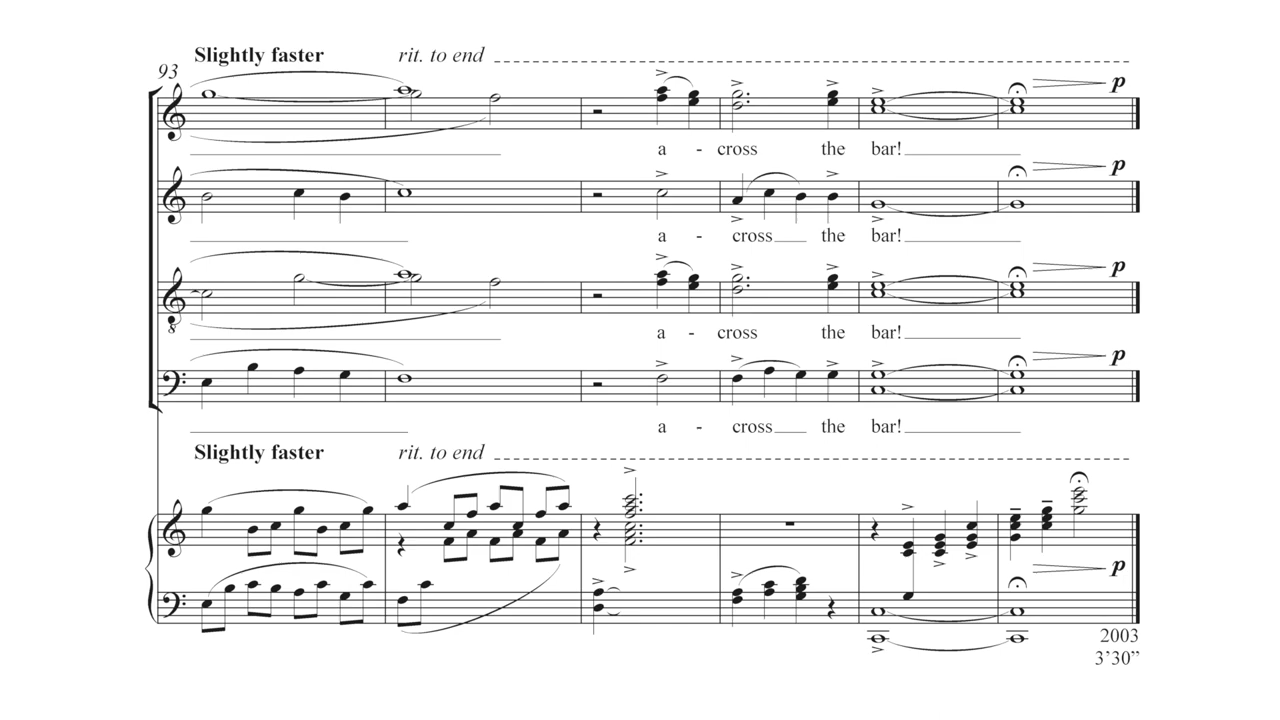 Slightly faster rit. to end
93
p
a - cross the bar!
p
a - cross the bar!
p
8
a - cross the bar!
p
a - cross the bar!
Slightly faster rit. to end
p
2003
3’30”